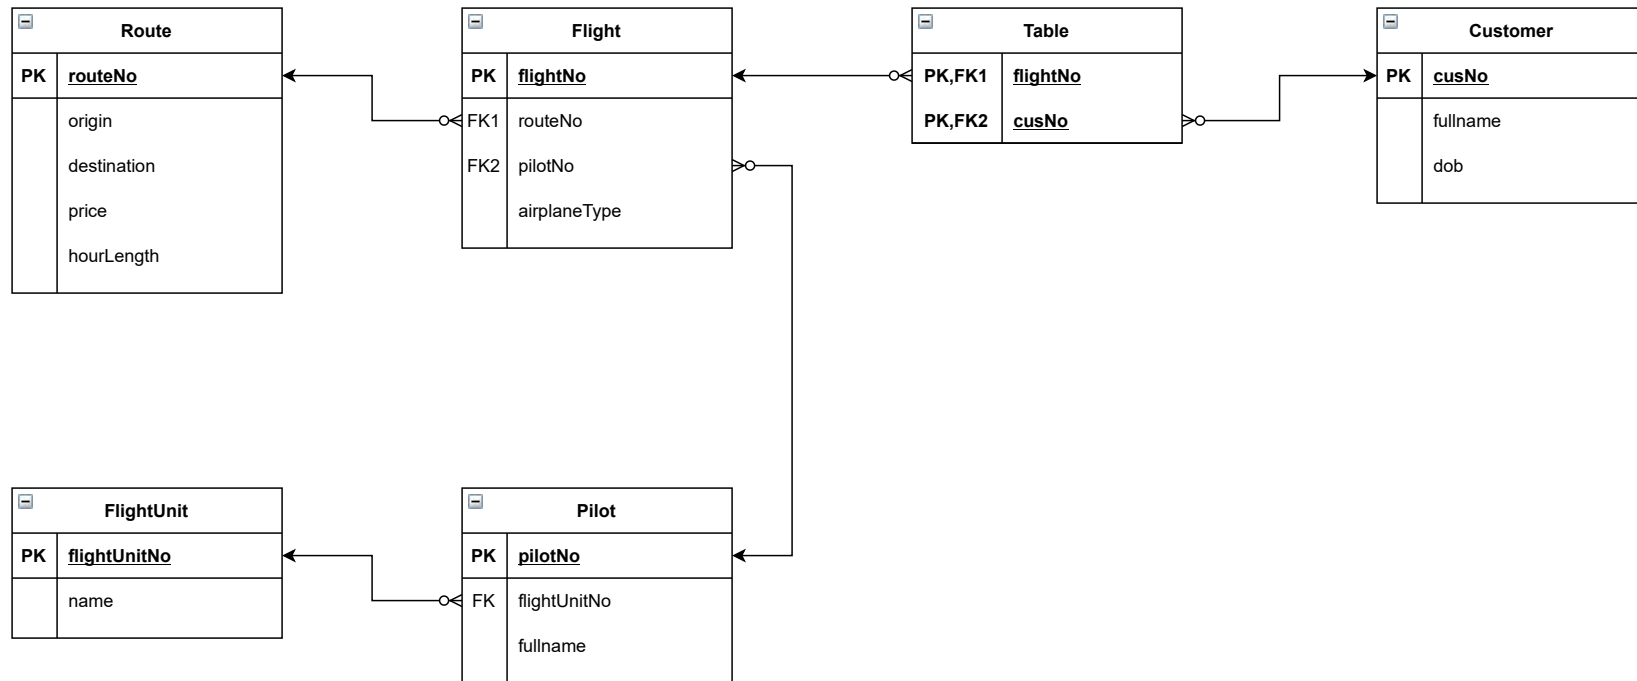 Route
PK routeNo
origin
destination
price
hourLength
Flight
PK flightNo
FK1 routeNo
FK2 pilotNo
airplaneType
Table
PK,FK1 flightNo
PK,FK2 cusNo
Customer
PK cusNo
fullname
dob
FlightUnit
PK flightUnitNo
name
Pilot
PK pilotNo
FK flightUnitNo
fullname